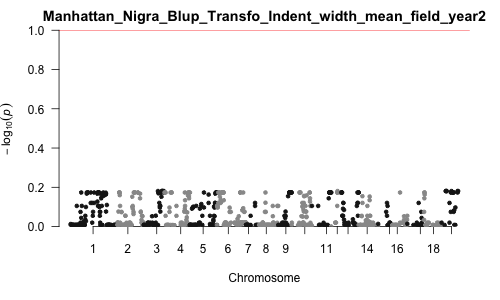 Manhattan_Nigra_Blup_Transfo_Indent_width_mean_field_year2
1.0
0.8
0.6
0.4
0.2
0.0
− log10(p)
1 2 3 4 5 6 7 8 9 11 14 16 18
Chromosome